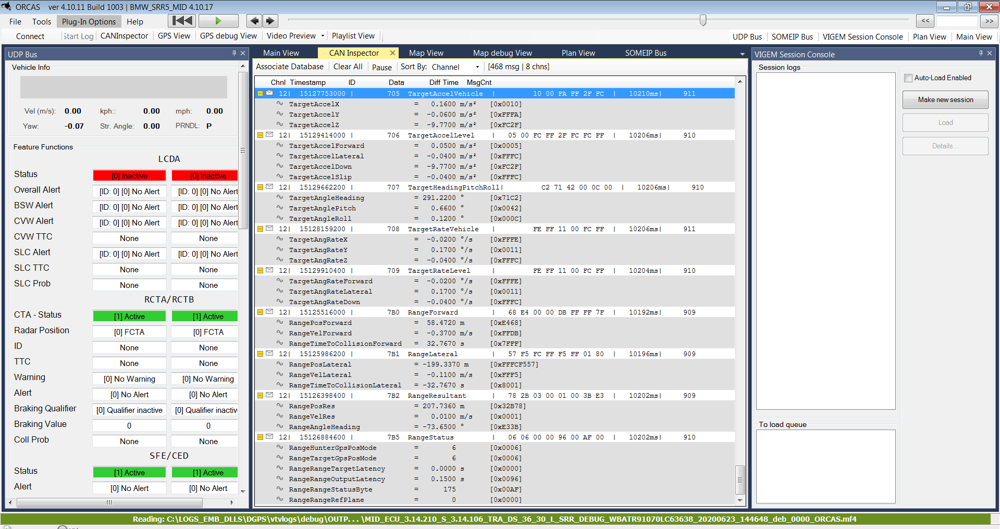 ORCAS ver 4.10.11 Build 1003 | BMW_SRR5_MID 4.10.17
File Tools Plug-In Options Help << >>
Connect Start Log CANInspector GPS View GPS debug View Video Preview Playlist View UDP Bus SOMEIP Bus VIGEM Session Console Plan View Main View
UDP Bus
Vehicle Info
Vel (m/s): 0.00 kph:: 0.00 mph: 0.00
Yaw: -0.07 Str. Angle: 0.00 PRNDL: P
Feature Functions
LCDA
Status [0] Inactive [0] Inactive
Overall Alert [ID: 0] [0] No Alert [ID: 0] [0] No Alert
BSW Alert [ID: 0] [0] No Alert [ID: 0] [0] No Alert
CVW Alert [ID: 0] [0] No Alert [ID: 0] [0] No Alert
CVW TTC None None
SLC Alert [ID: 0] [0] No Alert [ID: 0] [0] No Alert
SLC TTC None None
SLC Prob None None
RCTA/RCTB
CTA - Status [1] Active [1] Active
Radar Position [0] FCTA [0] FCTA
ID None None
TTC None None
Warning [0] No Warning [0] No Warning
Alert [0] No Alert [0] No Alert
Braking Qualifier [0] Qualifier inactive [0] Qualifier inactiv
Braking Value 0 0
Coll Prob None None
SFE/CED
Status [1] Active [1] Active
Alert [0] No Alert [0] No Alert
Main View CAN Inspector Map View Map debug View Plan View SOMEIP Bus
Associate Database Clear All Pause Sort By: Channel [468 msg | 8 chns]
Chnl Timestamp ID Data Diff Time MsgCnt
12| 15127753000 | 705 TargetAccelVehicle | 10 00 FA FF 2F FC | 10210ms| 911
TargetAccelX = 0.1600 m/s² [0x0010]
TargetAccelY = -0.0600 m/s² [0xFFFA]
TargetAccelZ = -9.7700 m/s² [0xFC2F]
12| 15129414000 | 706 TargetAccelLevel | 05 00 FC FF 2F FC FC FF | 10206ms| 910
TargetAccelForward = 0.0500 m/s² [0x0005]
TargetAccelLateral = -0.0400 m/s² [0xFFFC]
TargetAccelDown = -9.7700 m/s² [0xFC2F]
TargetAccelSlip = -0.0400 m/s² [0xFFFC]
12| 15129662200 | 707 TargetHeadingPitchRoll| C2 71 42 00 0C 00 | 10206ms| 910
TargetAngleHeading = 291.2200 ° [0x71C2]
TargetAnglePitch = 0.6600 ° [0x0042]
TargetAngleRoll = 0.1200 ° [0x000C]
12| 15128159200 | 708 TargetRateVehicle | FE FF 11 00 FC FF | 10206ms| 911
TargetAngRateX = -0.0200 °/s [0xFFFE]
TargetAngRateY = 0.1700 °/s [0x0011]
TargetAngRateZ = -0.0400 °/s [0xFFFC]
12| 15129910400 | 709 TargetRateLevel | FE FF 11 00 FC FF | 10204ms| 910
TargetAngRateForward = -0.0200 °/s [0xFFFE]
TargetAngRateLateral = 0.1700 °/s [0x0011]
TargetAngRateDown = -0.0400 °/s [0xFFFC]
12| 15125516000 | 7B0 RangeForward | 68 E4 00 00 DB FF FF 7F | 10192ms| 909
RangePosForward = 58.4720 m [0xE468]
RangeVelForward = -0.3700 m/s [0xFFDB]
RangeTimeToCollisionForward = 32.7670 s [0x7FFF]
12| 15125986200 | 7B1 RangeLateral | 57 F5 FC FF F5 FF 01 80 | 10196ms| 909
RangePosLateral = -199.3370 m [0xFFFCF557]
RangeVelLateral = -0.1100 m/s [0xFFF5]
RangeTimeToCollisionLateral = -32.7670 s [0x8001]
12| 15126398400 | 7B2 RangeResultant | 78 2B 03 00 01 00 3B E3 | 10202ms| 909
RangePosRes = 207.7360 m [0x32B78]
RangeVelRes = 0.0100 m/s [0x0001]
RangeAngleHeading = -73.6500 ° [0xE33B]
12| 15126884600 | 7B5 RangeStatus | 06 06 00 00 96 00 AF 00 | 10202ms| 910
RangeHunterGpsPosMode = 6 [0x0006]
RangeTargetGpsPosMode = 6 [0x0006]
RangeRangeTargetLatency = 0.0000 s [0x0000]
RangeRangeOutputLatency = 0.1500 s [0x0096]
RangeRangeStatusByte = 175 [0x00AF]
RangeRangeRefPlane = 0 [0x0000]
VIGEM Session Console
Session logs
Auto-Load Enabled
Make new session
Load
Details...
To load queue
Reading: C:\LOGS_EMB_DLLS\DGPS\vtvlogs\debug\OUTP... \MID_ECU_3.14.210_S_3.14.106_TRA_DS_36_30_L_SRR_DEBUG_WBATR91070LC63638_20200623_144648_deb_0000_ORCAS.mf4